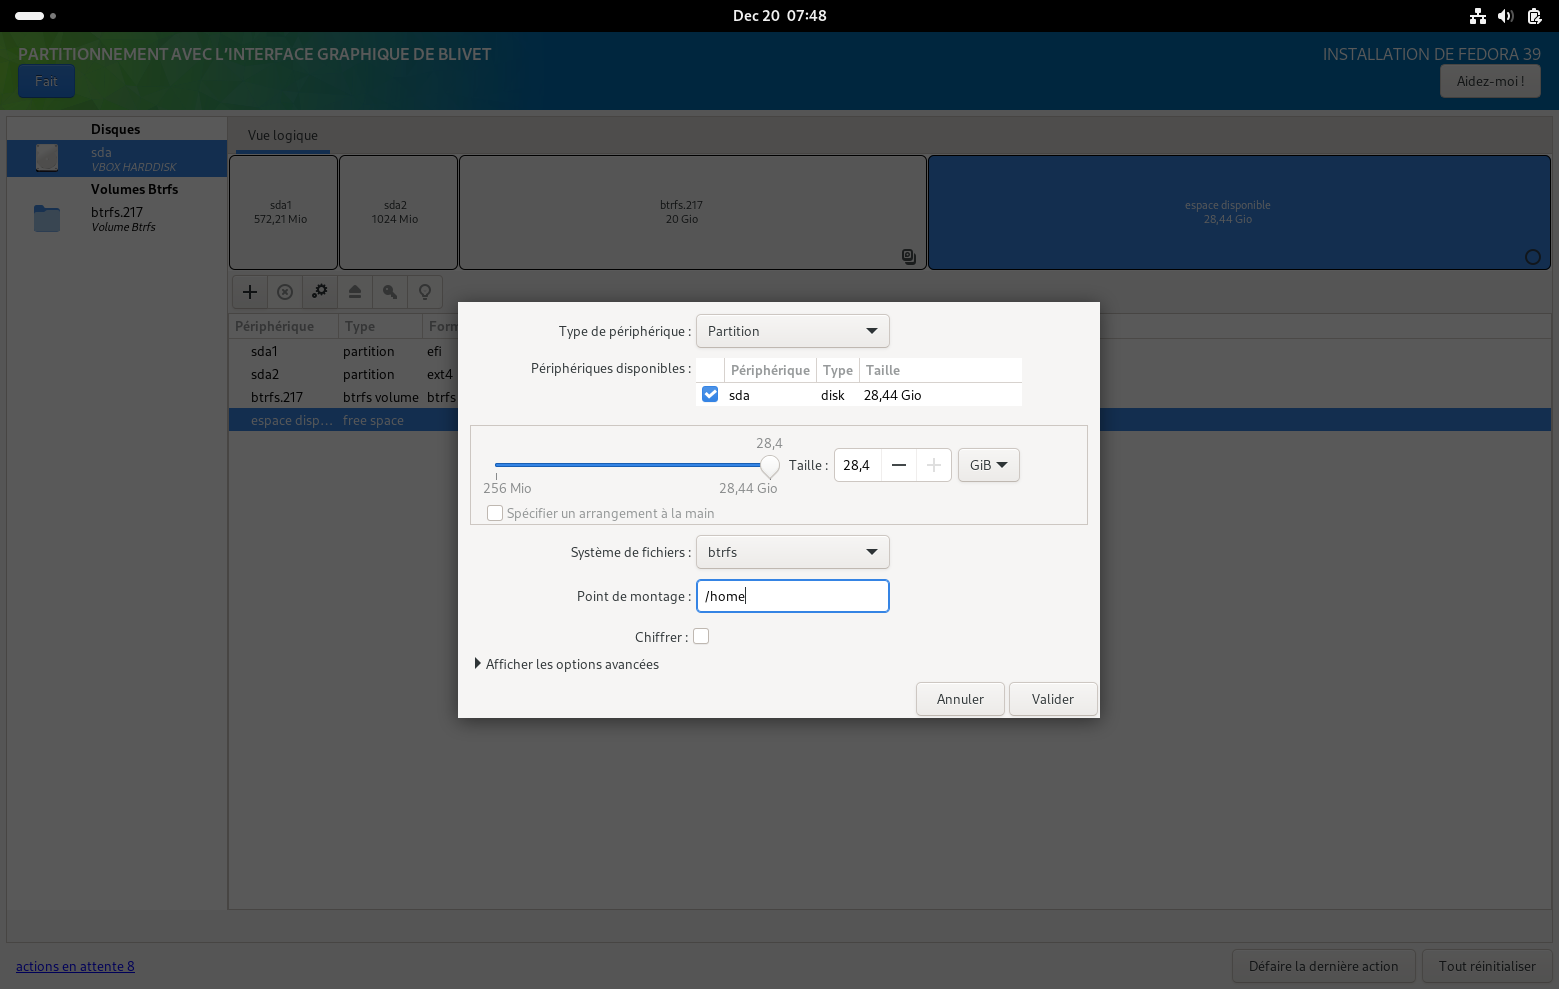 Dec 20 07:48
PARTITIONNEMENT AVEC L'INTERFACE GRAPHIQUE DE BLIVET
INSTALLATION DE FEDORA 39
Fait
Aidez-moi !
Disques
sda
VBOX HARDDISK
Volumes Btrfs
btrfs.217
Volume Btrfs
Vue logique
sda1
572,21 Mio
sda2
1024 Mio
btrfs.217
20 Gio
espace disponible
28,44 Gio
Périphérique Type Form
sda1 partition efi
sda2 partition ext4
btrfs.217 btrfs volume btrfs
espace disp... free space
Type de périphérique : Partition
Périphériques disponibles :
Périphérique Type Taille
sda disk 28,44 Gio
28,4
Taille : 28,4 GiB
256 Mio 28,44 Gio
Spécifier un arrangement à la main
Système de fichiers : btrfs
Point de montage : /home
Chiffrer :
Afficher les options avancées
Annuler Valider
actions en attente 8
Défaire la dernière action Tout réinitialiser